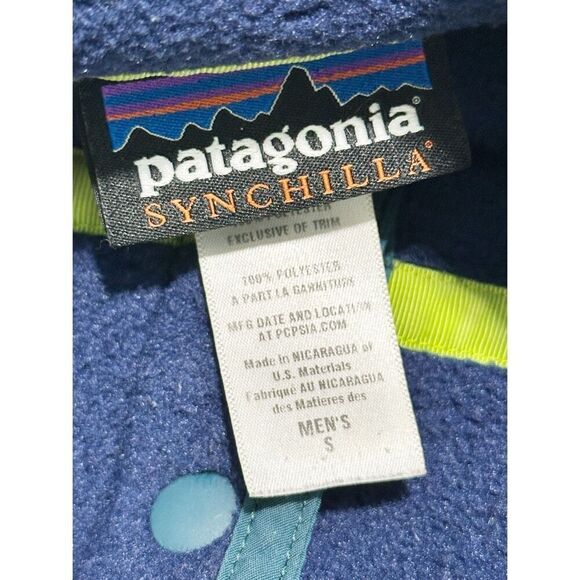 patagonia®
SYNCHILLA®
POLYESTER
EXCLUSIVE OF TRIM
100% POLYESTER
A PART LA GARNITURE
MFG DATE AND LOCATION
AT PCPSIA.COM
Made in NICARAGUA of
U.S. Materials
Fabriqué AU NICARAGUA
des Matieres des
MEN'S
S